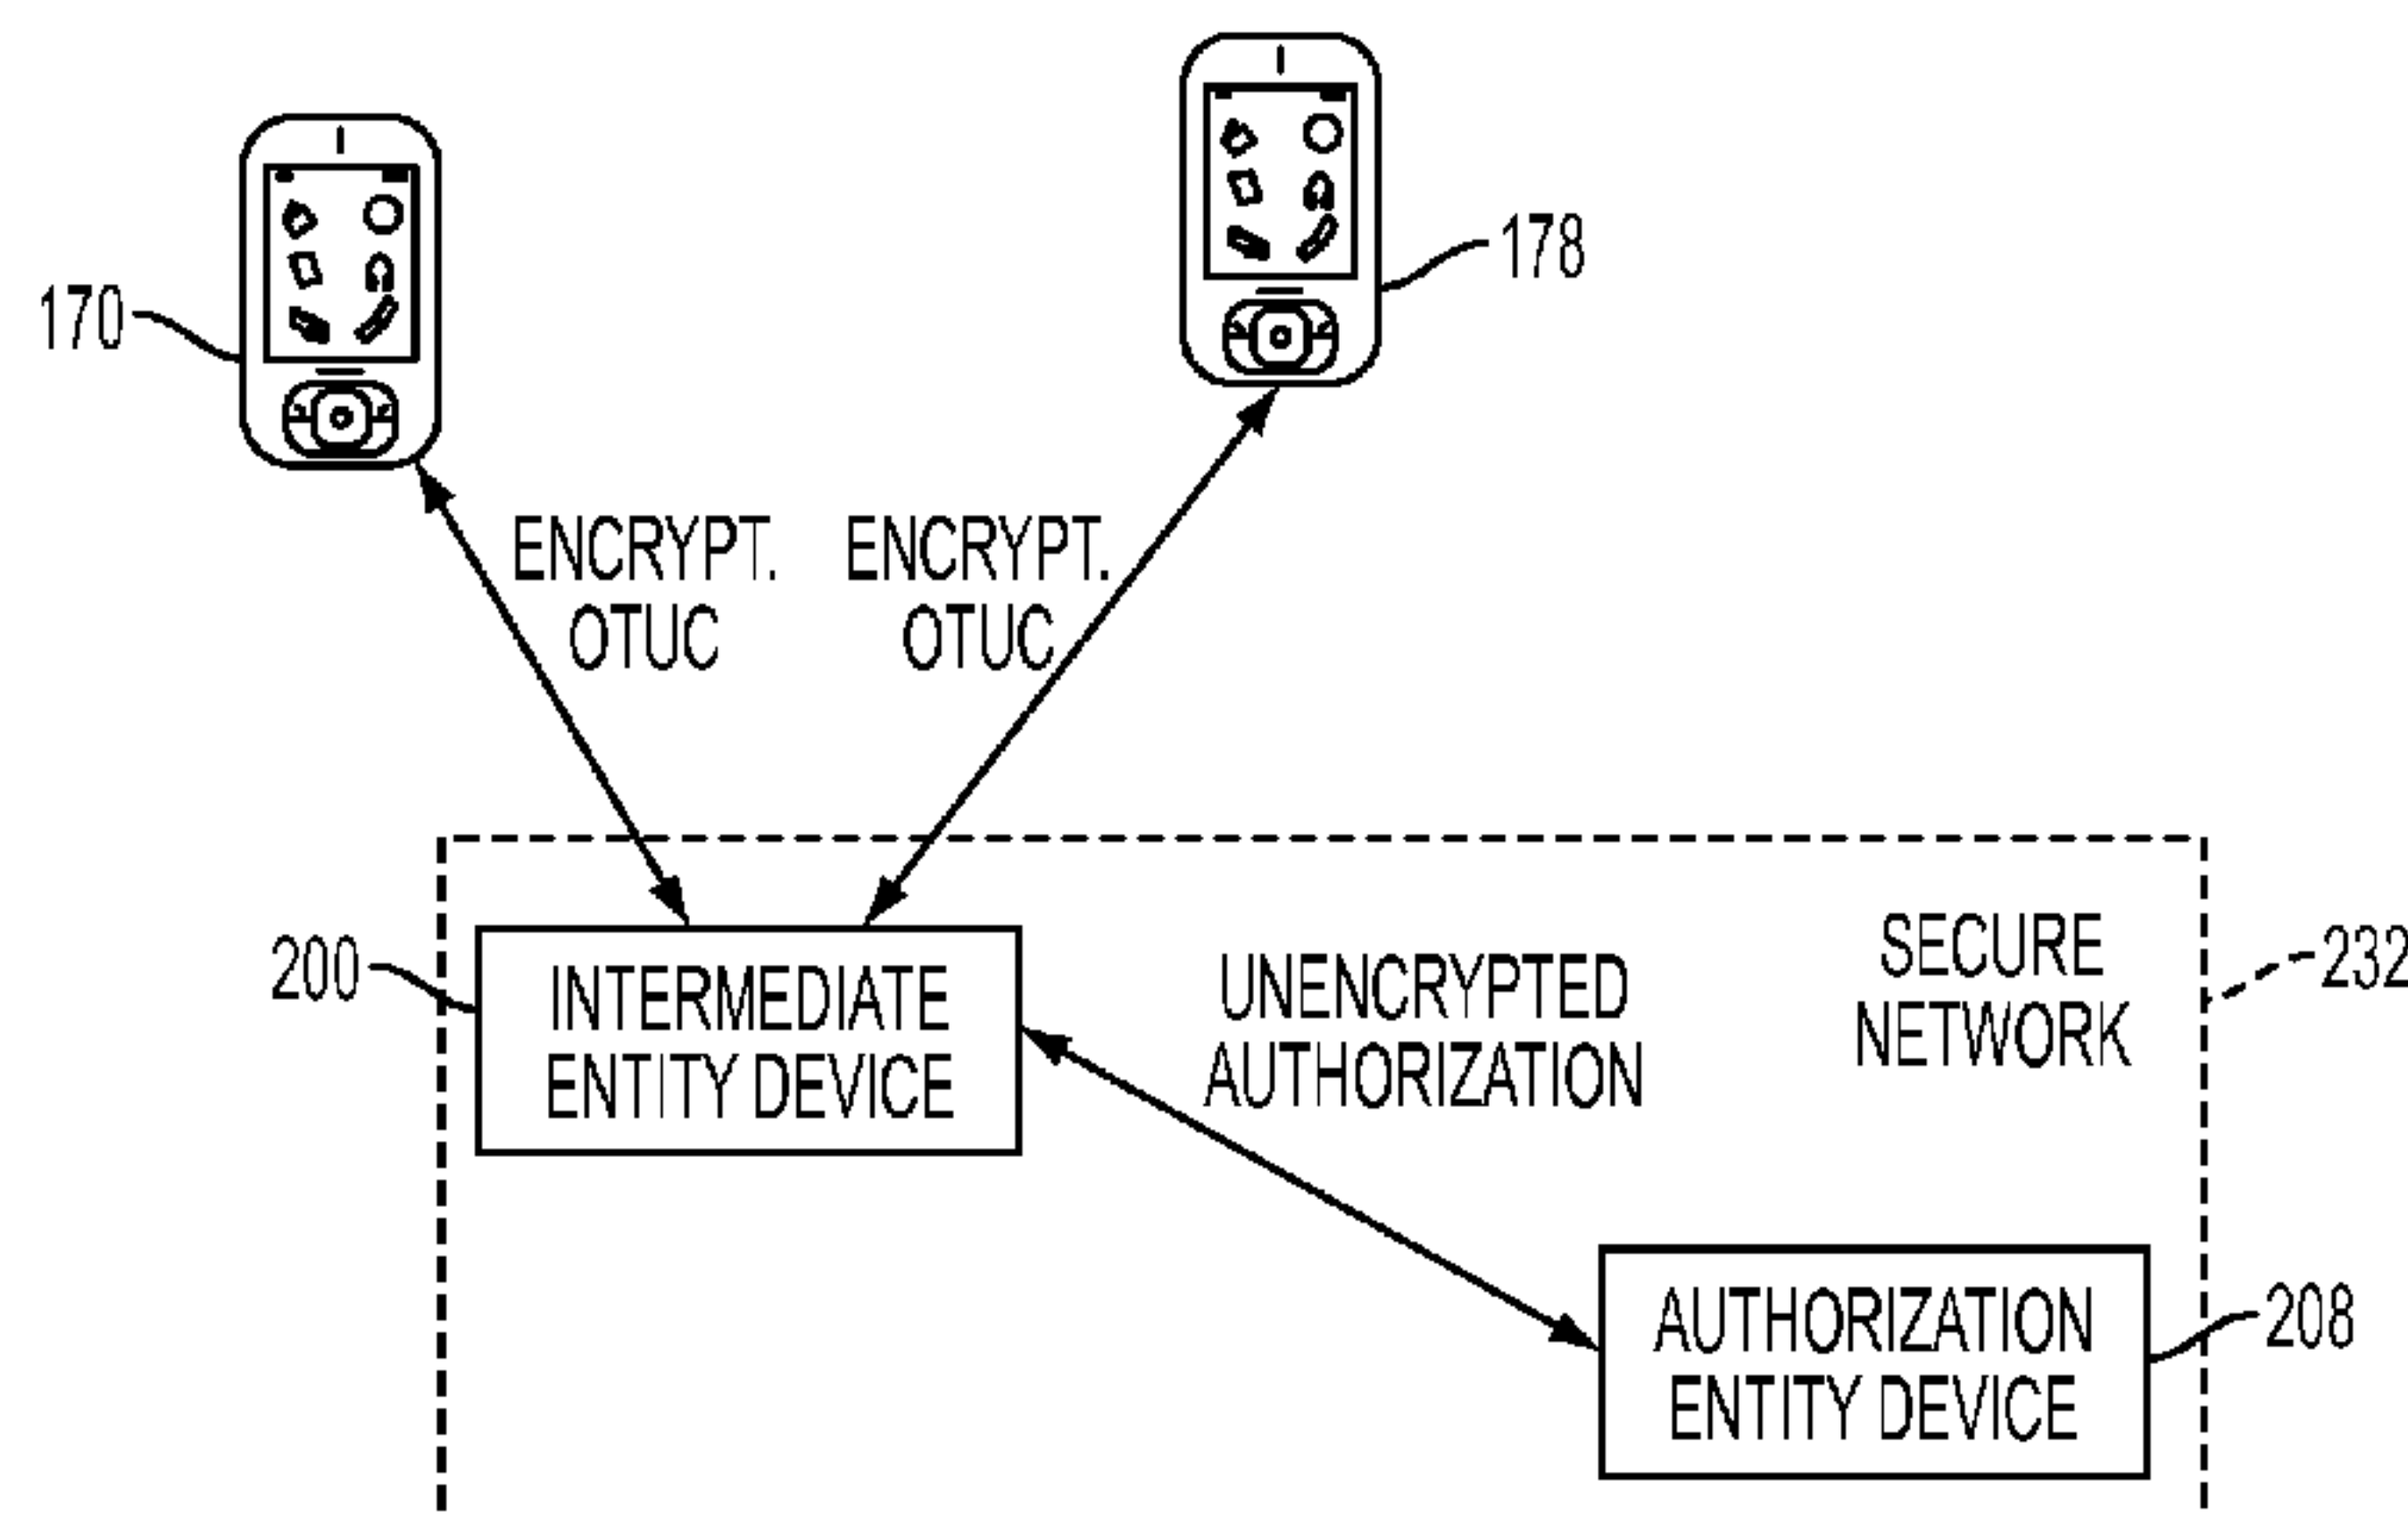 178
170
ENCRYPT.
OTUC
ENCRYPT.
OTUC
200
INTERMEDIATE
ENTITY DEVICE
UNENCRYPTED
AUTHORIZATION
SECURE
NETWORK
232
AUTHORIZATION
ENTITY DEVICE
208